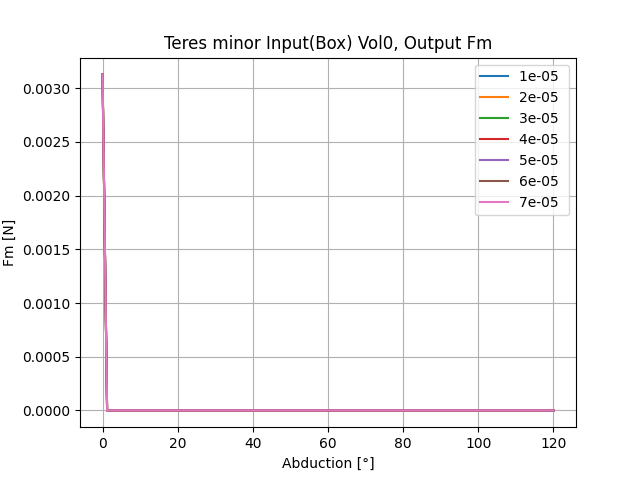 Teres minor Input(Box) Vol0, Output Fm
1e-05
2e-05
3e-05
4e-05
5e-05
6e-05
7e-05
0.0030
0.0025
0.0020
0.0015
0.0010
0.0005
0.0000
Fm [N]
0 20 40 60 80 100 120
Abduction [°]